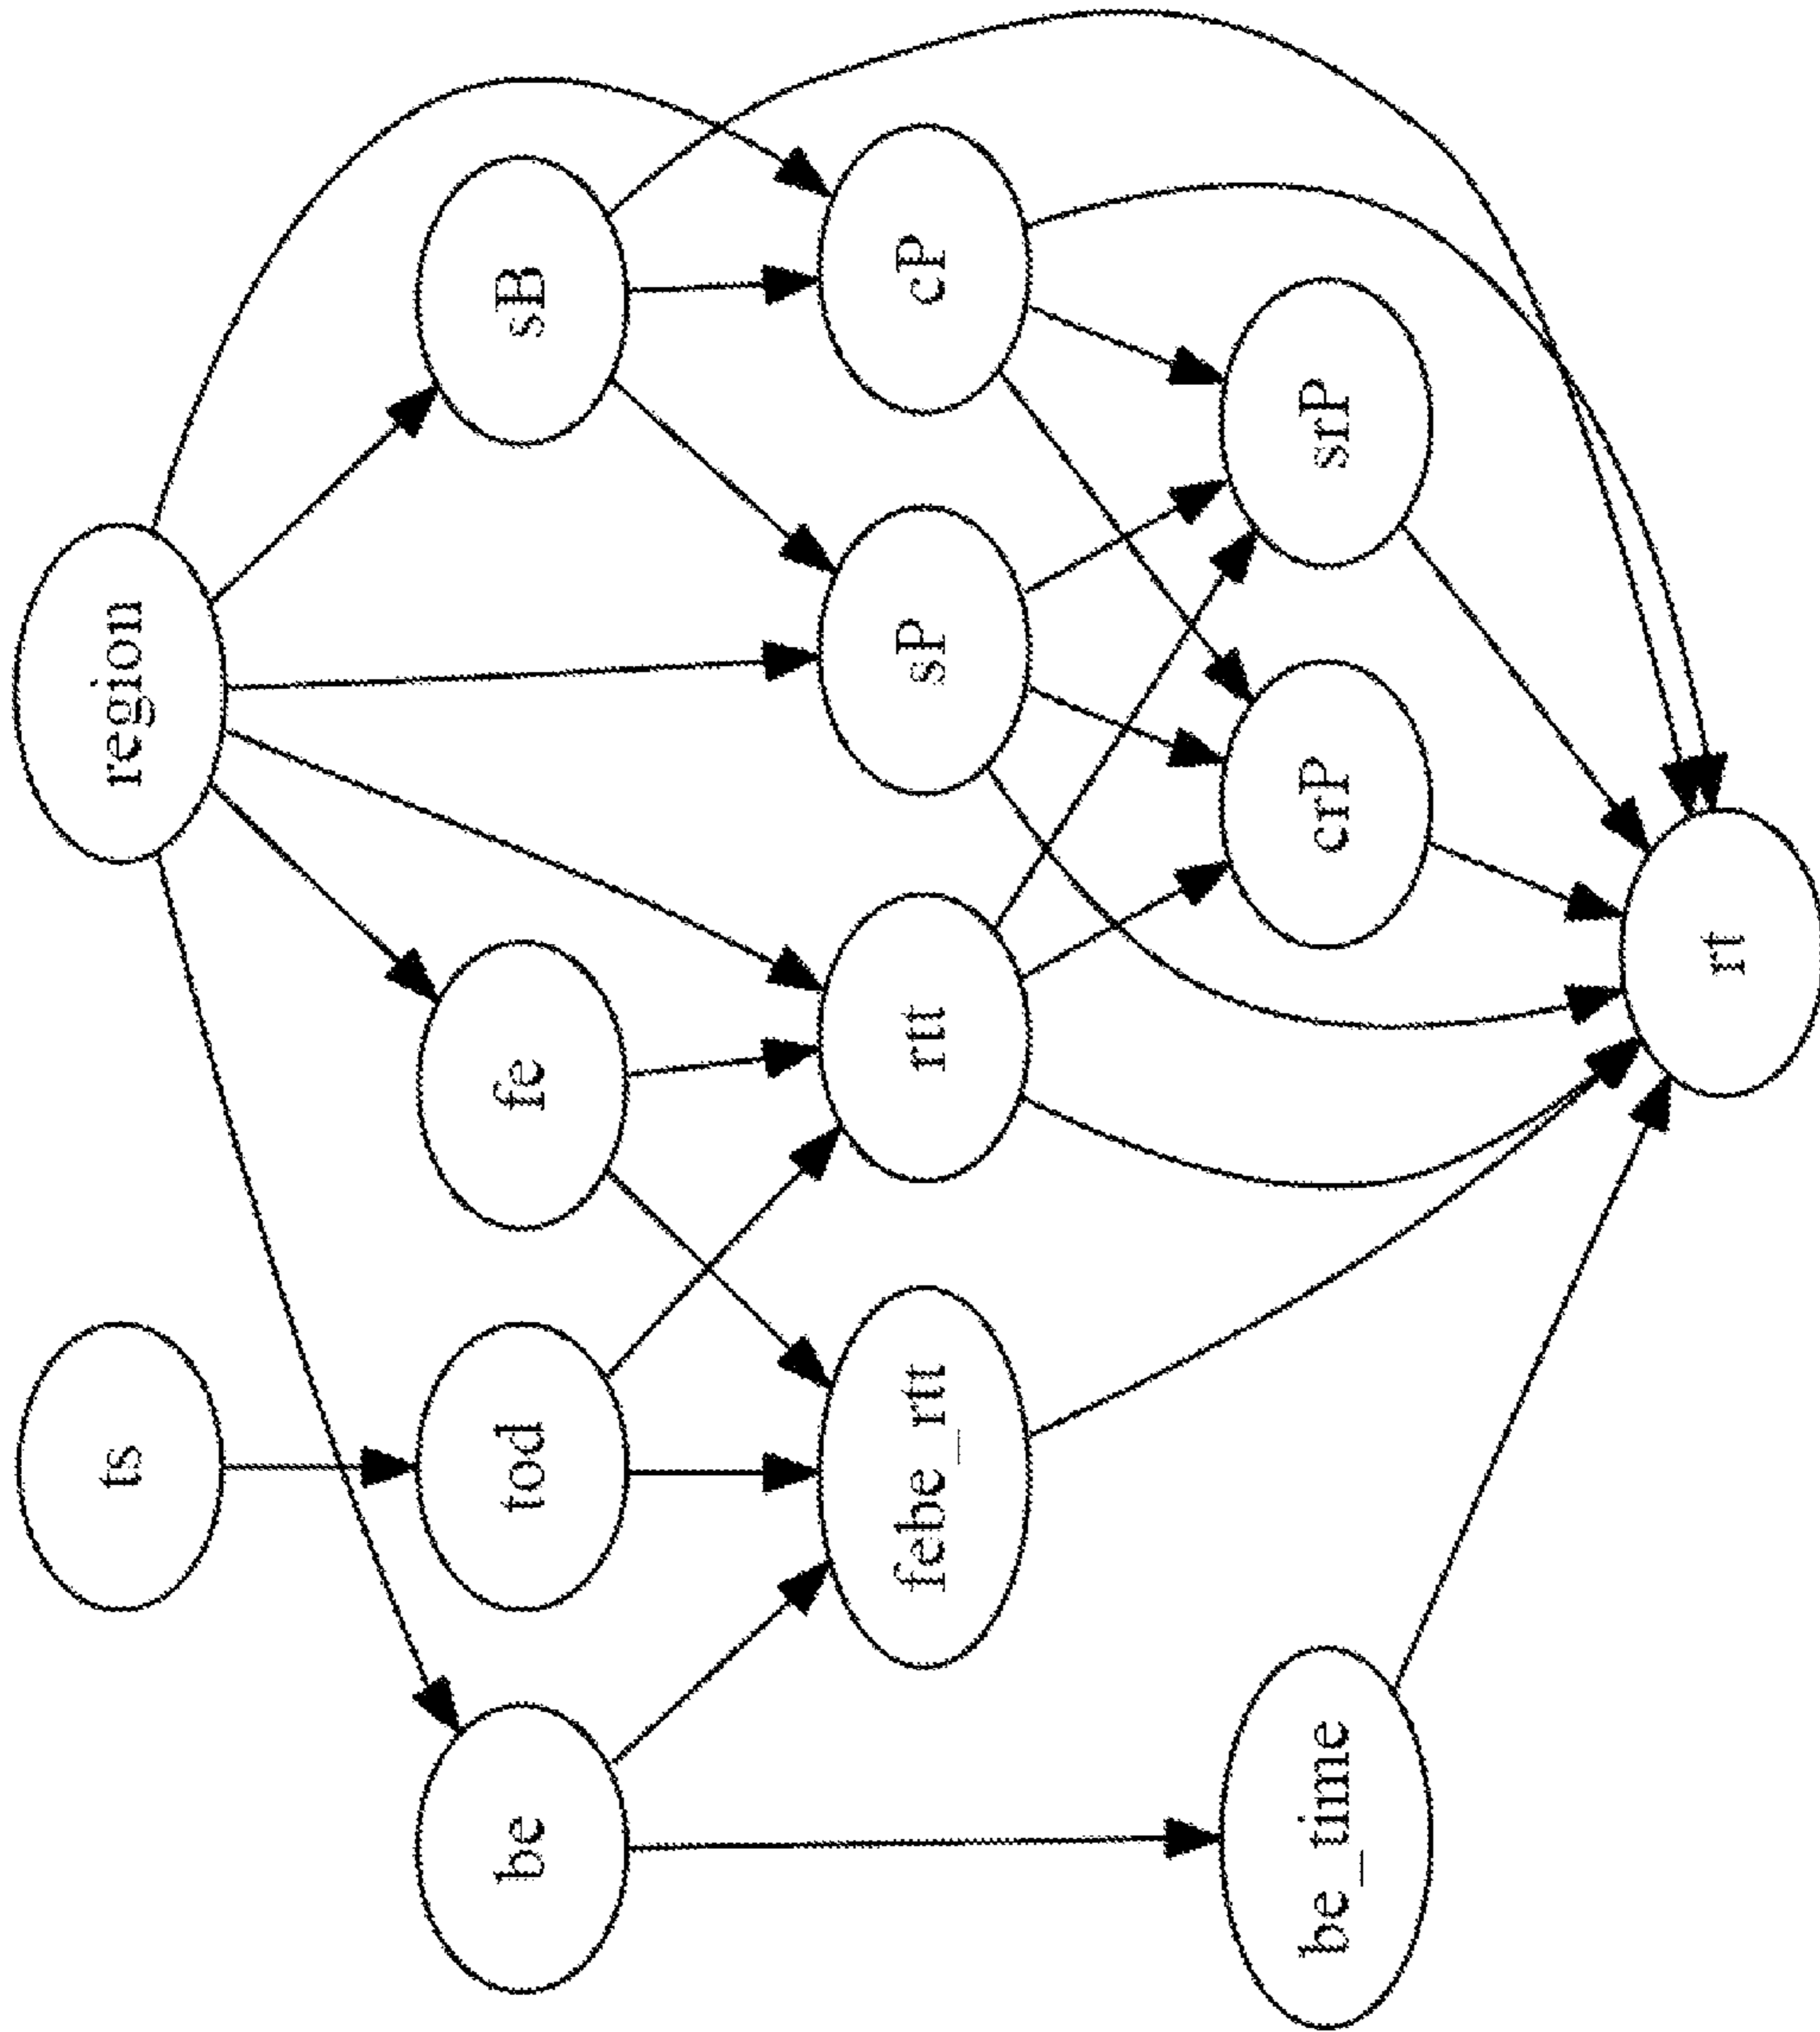 ts
region
be
tod
fe
sB
febe_rtt
rtt
sP
cP
be_time
crP
srP
rt